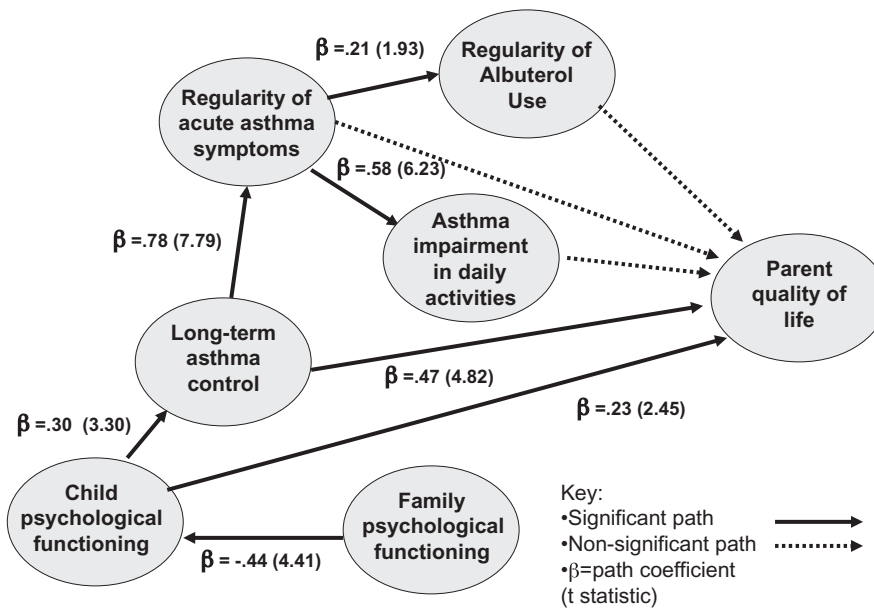 β =.21 (1.93)
Regularity of
Albuterol
Use
Regularity of
acute asthma
symptoms
β =.58 (6.23)
Asthma
impairment
in daily
activities
β =.78 (7.79)
Parent
quality of
life
Long-term
asthma
control
β =.47 (4.82)
β =.23 (2.45)
β =.30 (3.30)
Child
psychological
functioning
Family
psychological
functioning
β = -.44 (4.41)
Key:
•Significant path
•Non-significant path
•β=path coefficient
(t statistic)